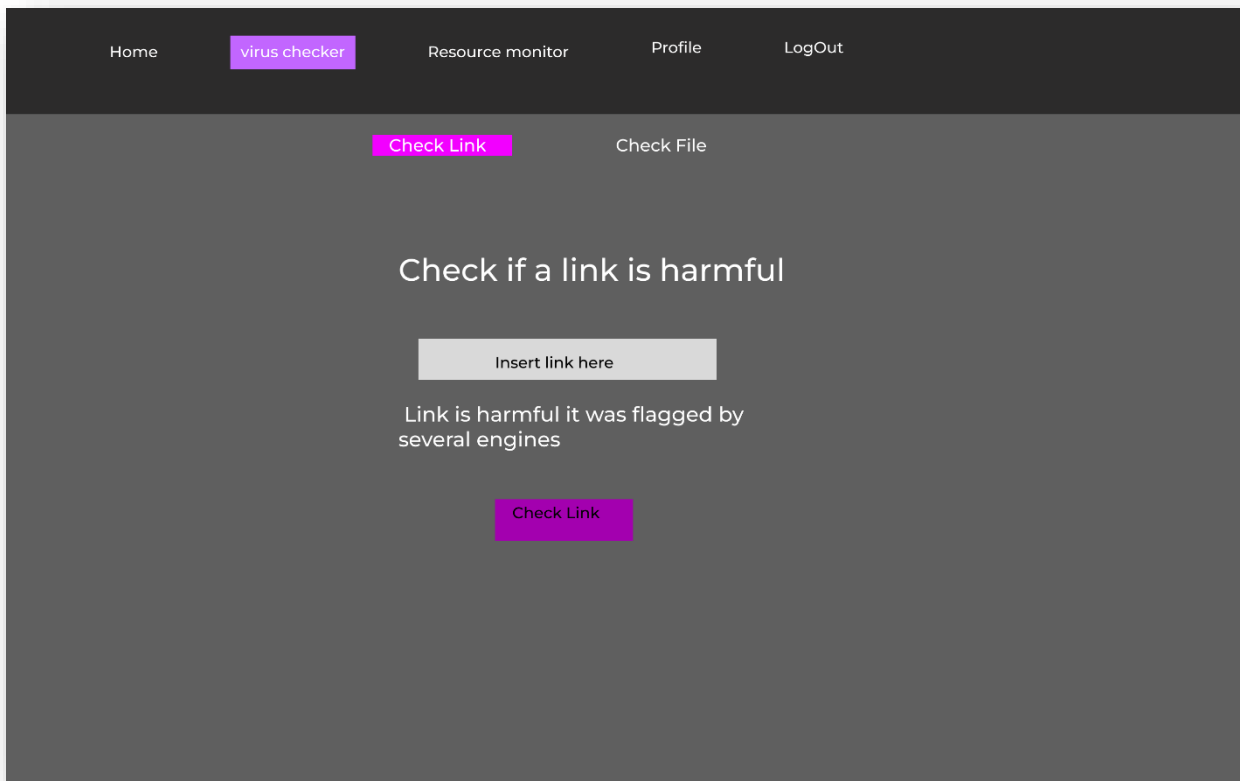 Home virus checker Resource monitor Profile LogOut
Check Link Check File
Check if a link is harmful
Insert link here
Link is harmful it was flagged by
several engines
Check Link